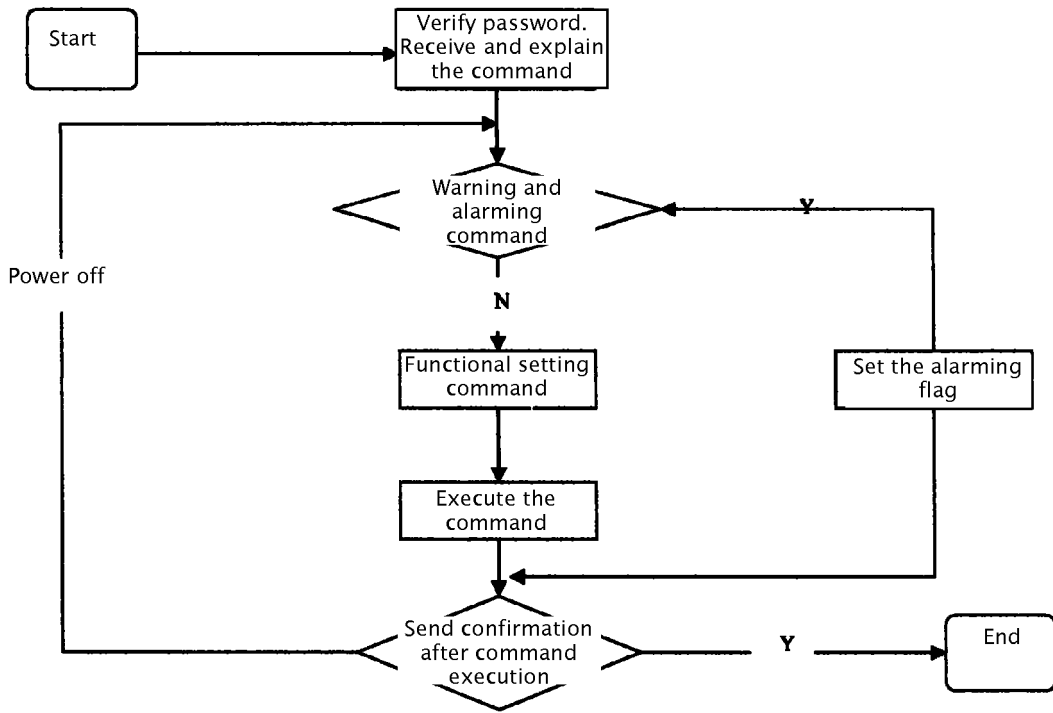 Start
Verify password.
Receive and explain
the command
Warning and
alarming
command
Y
Power off
N
Functional setting
command
Set the alarming
flag
Execute the
command
Send confirmation
after command
execution
Y
End